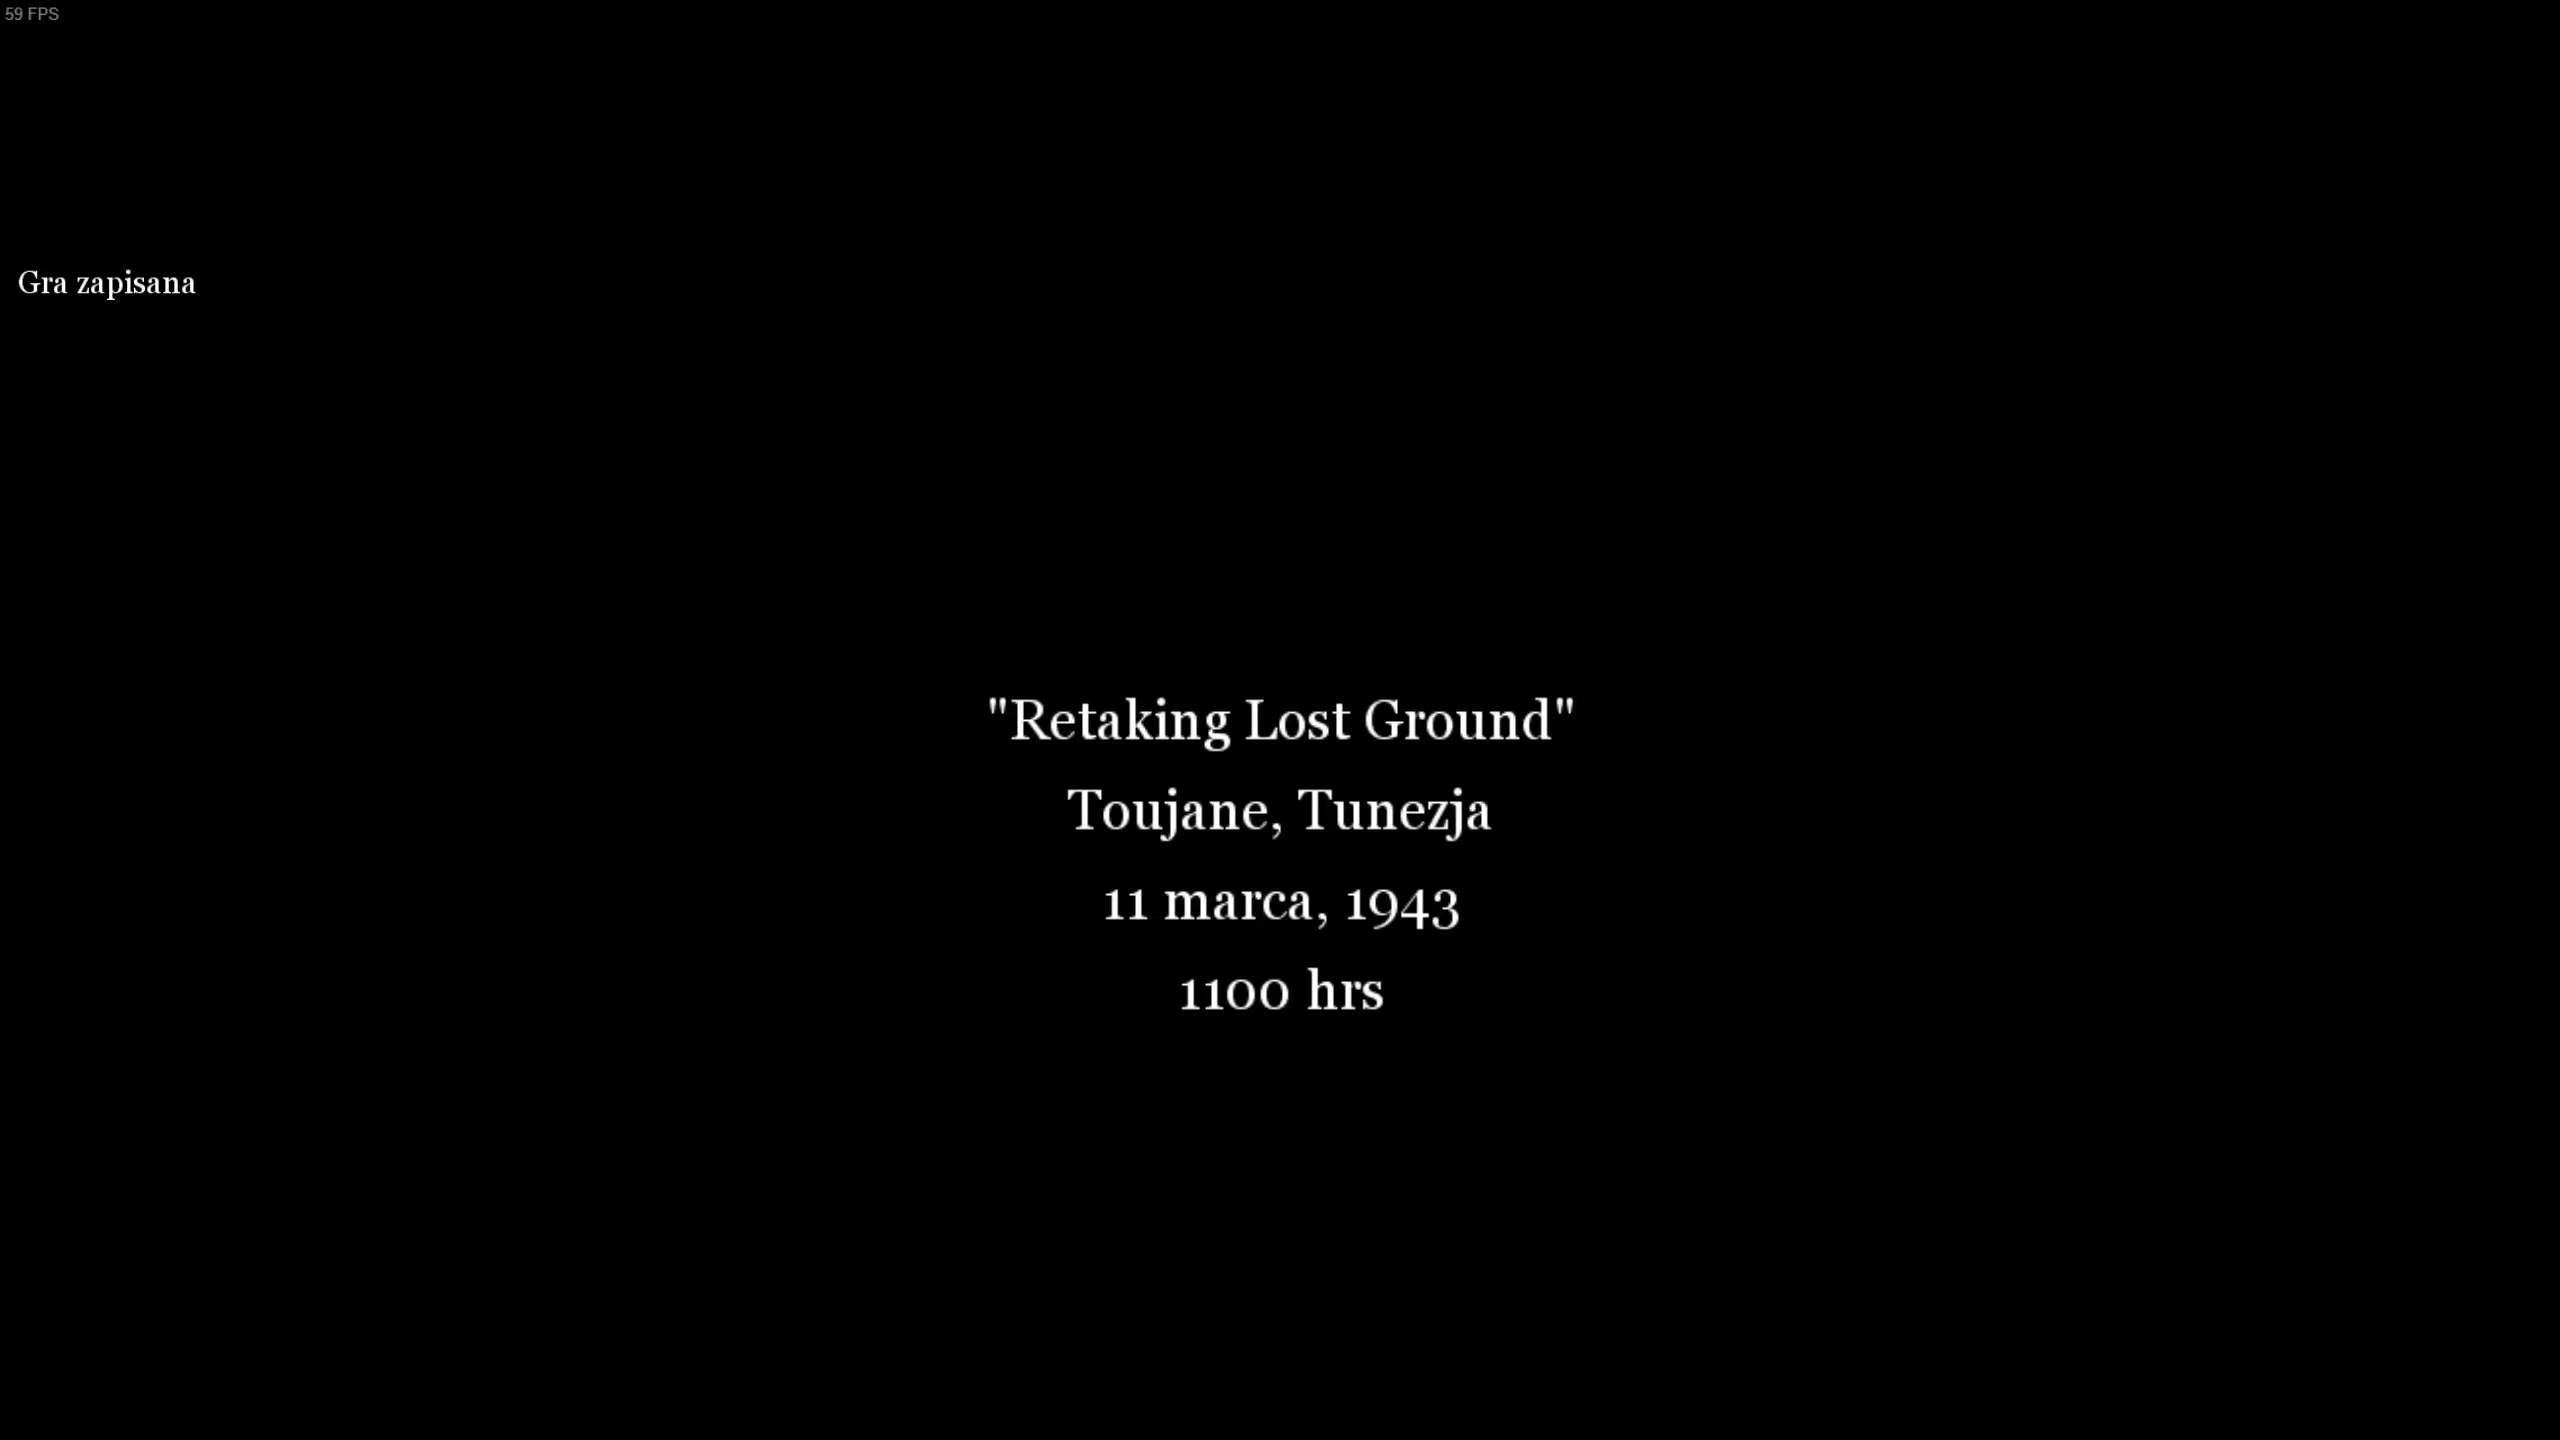 59 FPS
Gra zapisana
"Retaking Lost Ground"
Toujane, Tunezja
11 marca, 1943
1100 hrs